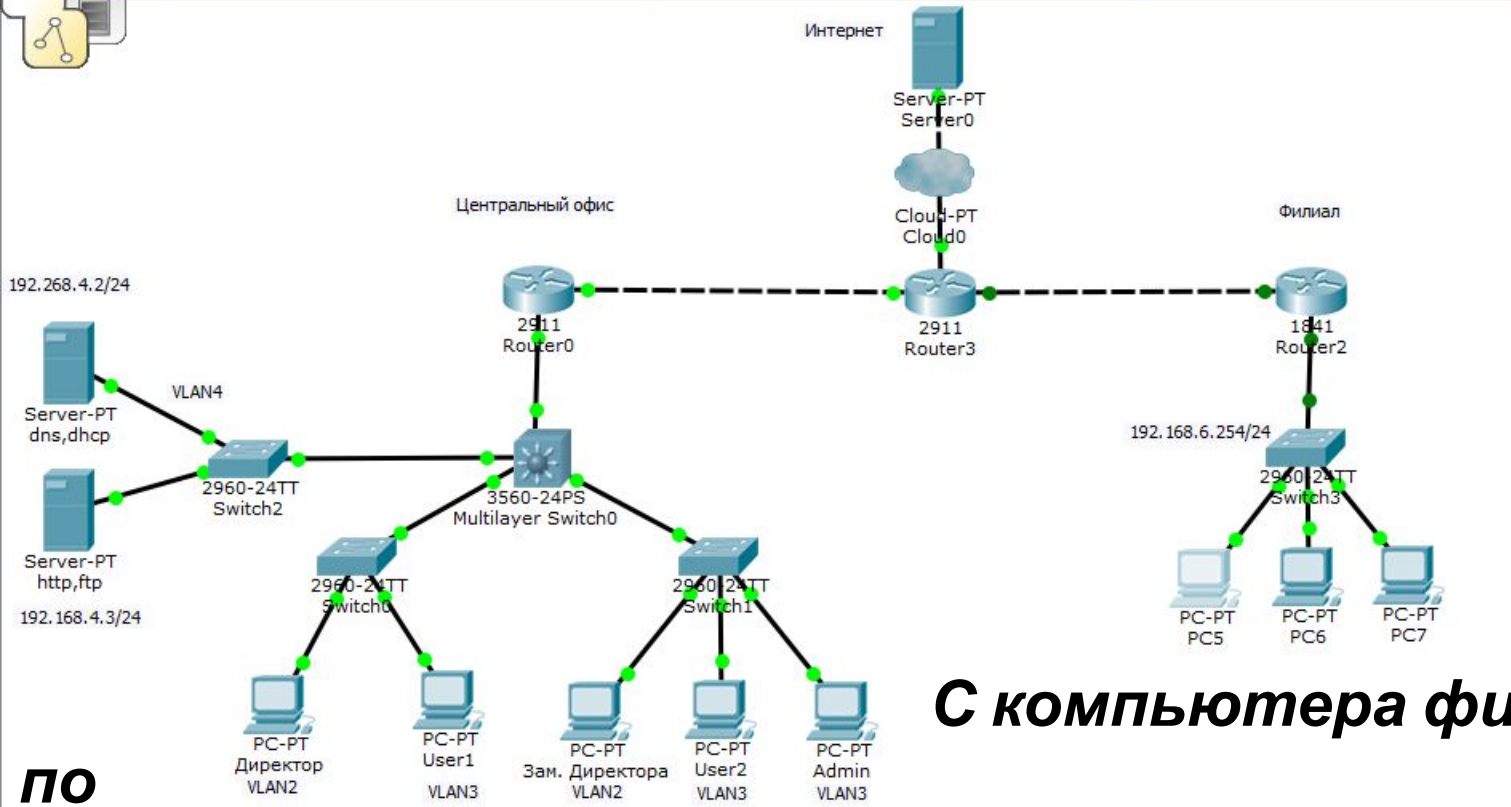 Интернет
Server-PT
Server0
Cloud-PT
Cloud0
Центральный офис
Филиал
192.268.4.2/24
2911
Router0
2911
Router3
1841
Router2
VLAN4
Server-PT
dns,dhcp
2960-24TT
Switch2
3560-24PS
Multilayer Switch0
192.168.6.254/24
2960-24TT
Switch3
Server-PT
http,ftp
192.168.4.3/24
2960-24TT
Switch0
2960-24TT
Switch1
PC-PT
PC5
PC-PT
PC6
PC-PT
PC7
PC-PT
Директор
VLAN2
PC-PT
User1
VLAN3
PC-PT
Зам. Директора
VLAN2
PC-PT
User2
VLAN3
PC-PT
Admin
VLAN3
С компьютера фи
по